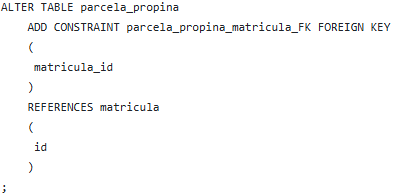 ALTER TABLE parcela_propina
ADD CONSTRAINT parcela_propina_matricula_FK FOREIGN KEY
(
matricula_id
)
REFERENCES matricula
(
id
)
;